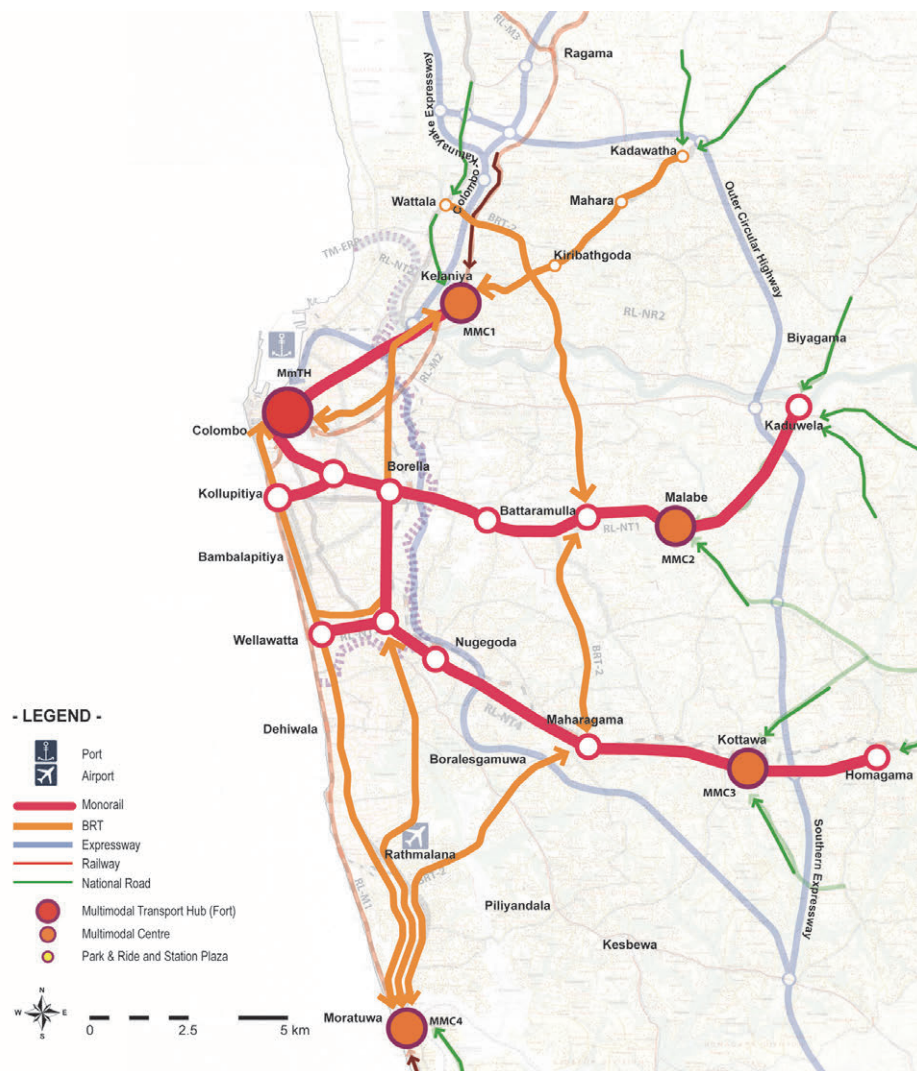 RL-M3
Ragama
Colombo -Katunayake Expressway
Kadawatha
Wattala
Mahara
Outer Circular Highway
BRT-2
TM-ERP
RL-NT2
Kiribathgoda
Kelaniya
RL-NR2
MMC1
Biyagama
RL-M2
MmTH
Colombo
Kaduwela
Borella
Kollupitiya
Battaramulla
Malabe
RL-NT1
MMC2
Bambalapitiya
Wellawatta
Nugegoda
BRT-2
RL-NT4
- LEGEND -
Port
Airport
Monorail
BRT
Expressway
Railway
National Road
Multimodal Transport Hub (Fort)
Multimodal Centre
Park & Ride and Station Plaza
Maharagama
Dehiwala
Kottawa
Boralesgamuwa
Homagama
MMC3
Southern Expressway
Rathmalana
BRT-2
RL-M1
Piliyandala
Kesbewa
N
W
E
S
0
2.5
5 km
Moratuwa
MMC4